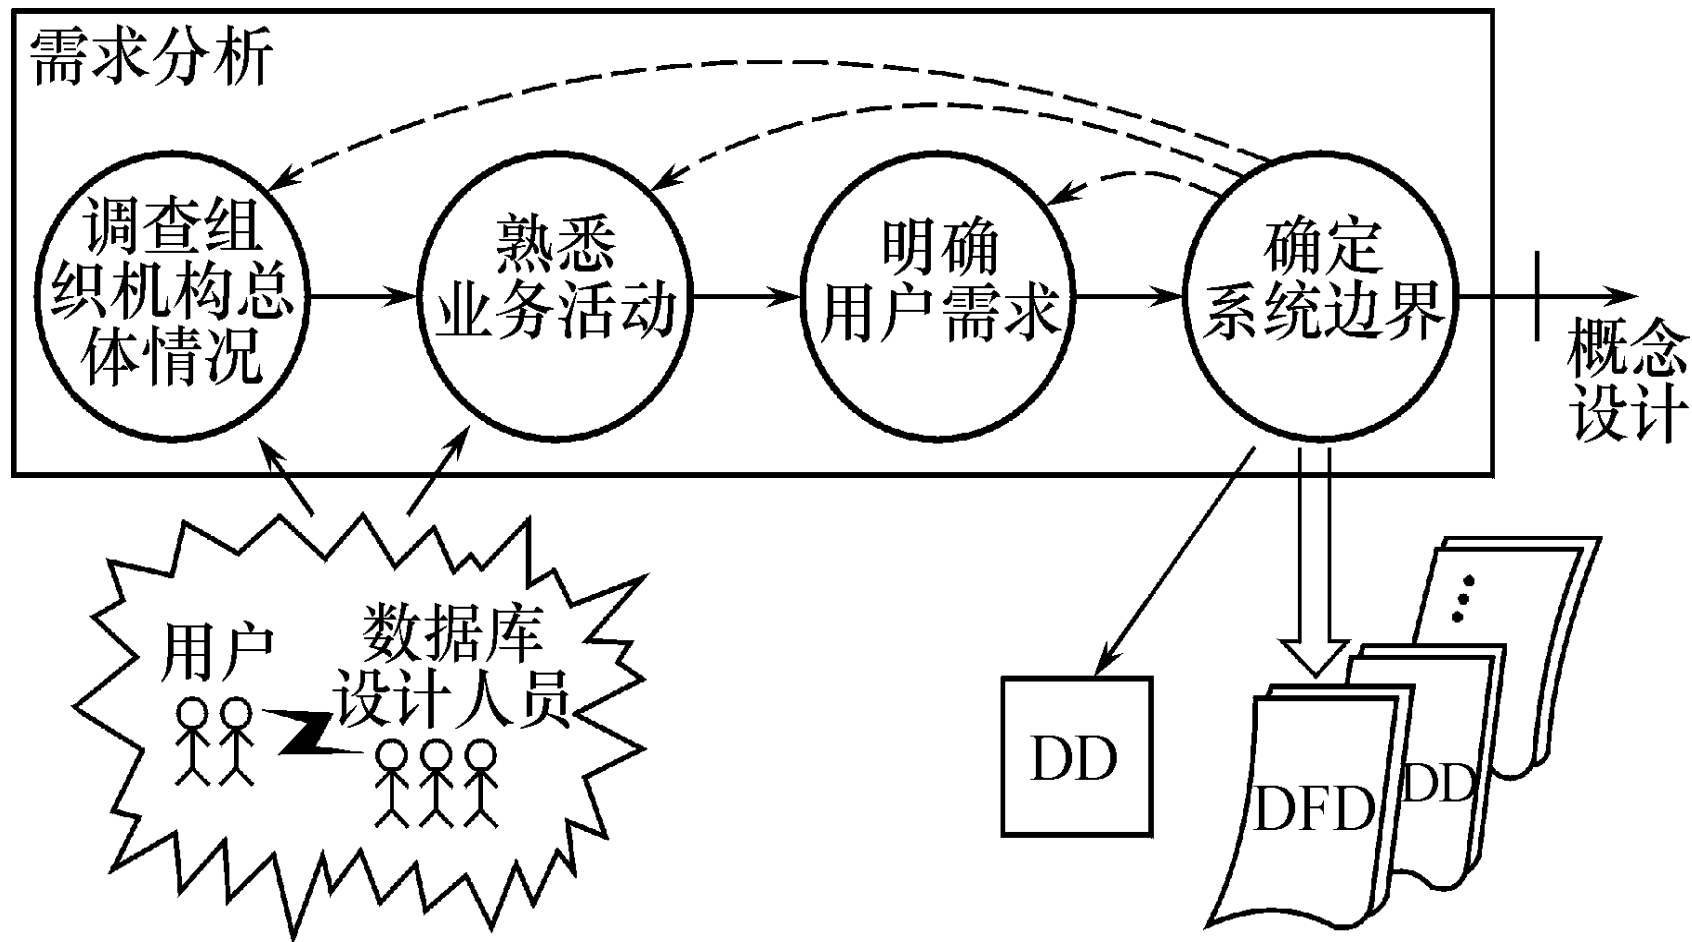 需求分析
调查组
织机构总
体情况
熟悉
业务活动
明确
用户需求
确定
系统边界
概念
设计
用户
数据库
设计人员
DD
DFD
DD